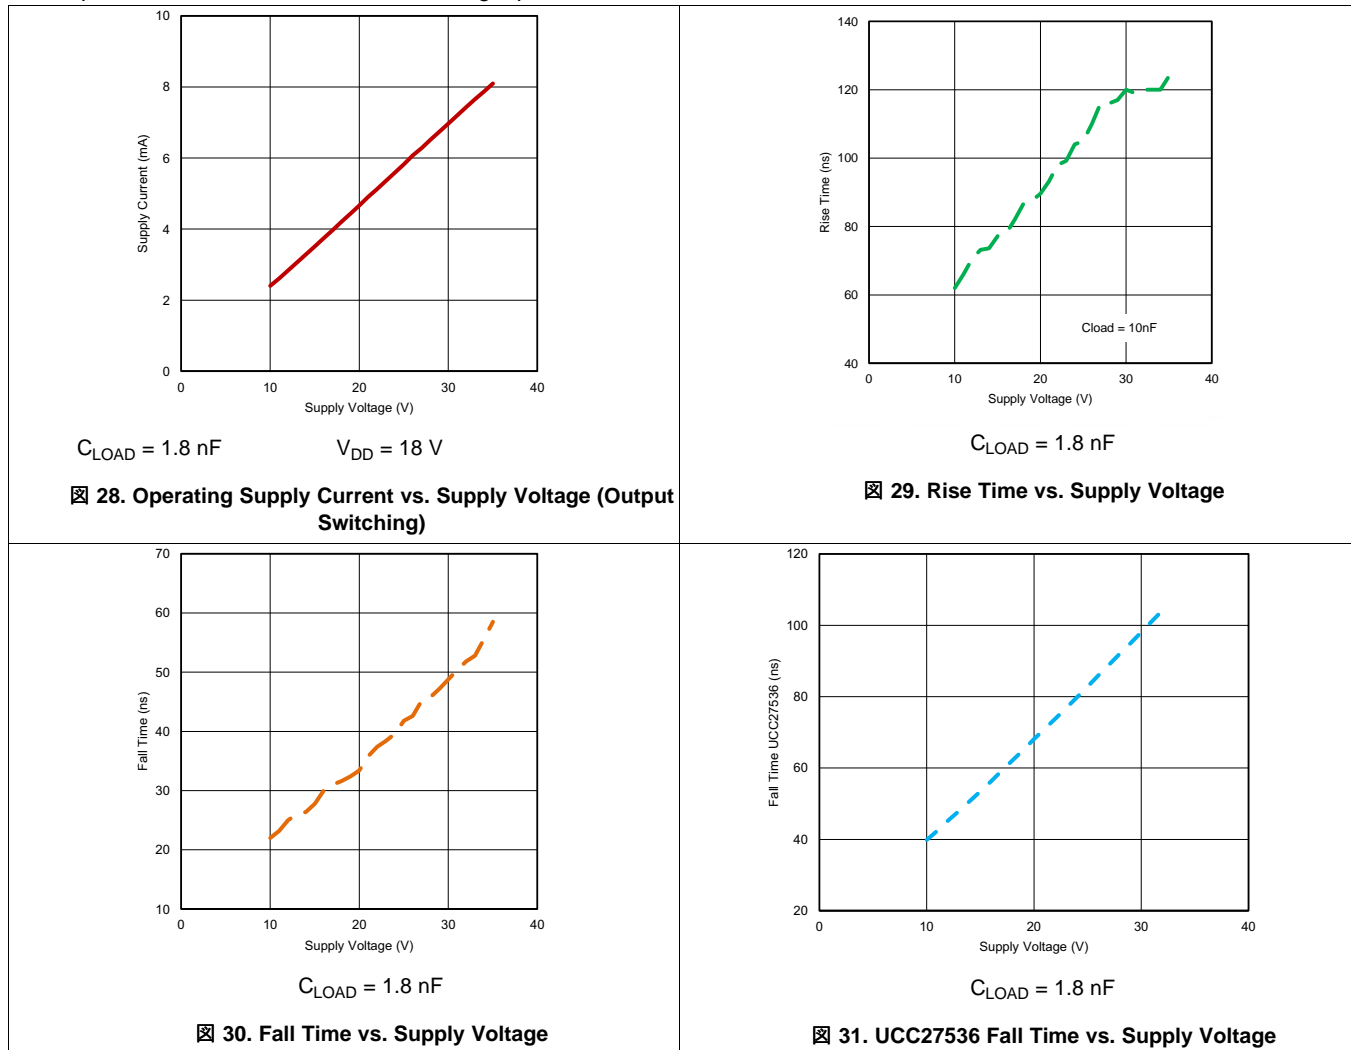 10
8
6
4
2
0
0 10 20 30 40
Supply Current (mA)
Supply Voltage (V)
C_LOAD = 1.8 nF V_DD = 18 V
図 28. Operating Supply Current vs. Supply Voltage (Output
Switching)
140
120
100
80
60
40
0 10 20 30 40
Rise Time (ns)
Cload = 10nF
Supply Voltage (V)
C_LOAD = 1.8 nF
図 29. Rise Time vs. Supply Voltage
70
60
50
40
30
20
10
0 10 20 30 40
Fall Time (ns)
Supply Voltage (V)
C_LOAD = 1.8 nF
図 30. Fall Time vs. Supply Voltage
120
100
80
60
40
20
0 10 20 30 40
Fall Time UCC27536 (ns)
Supply Voltage (V)
C_LOAD = 1.8 nF
図 31. UCC27536 Fall Time vs. Supply Voltage